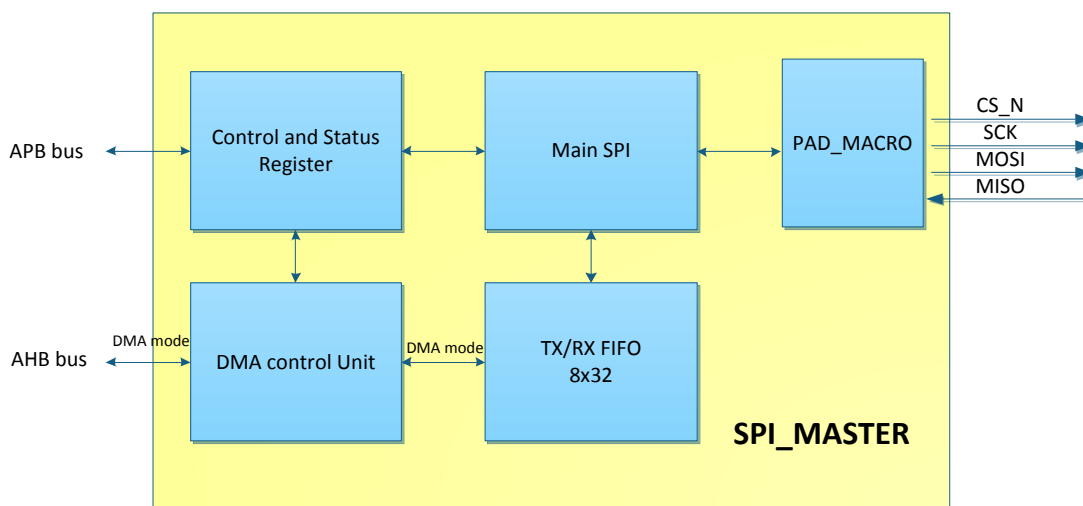 APB bus
Control and Status
Register
Main SPI
PAD_MACRO
CS_N
SCK
MOSI
MISO
AHB bus
DMA mode
DMA control Unit
DMA mode
TX/RX FIFO
8x32
SPI_MASTER